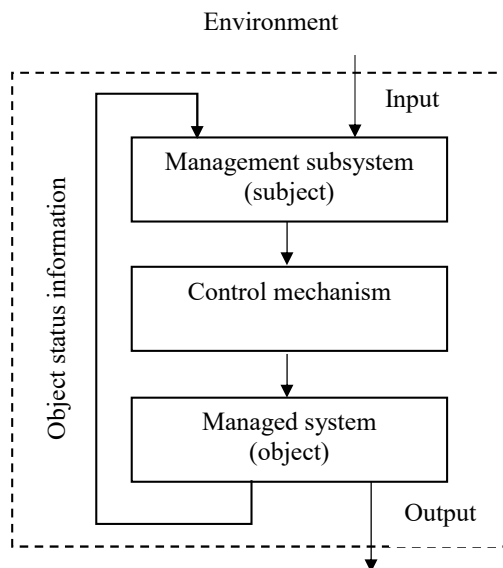 Environment
Input
Management subsystem
(subject)
Object status information
Control mechanism
Managed system
(object)
Output